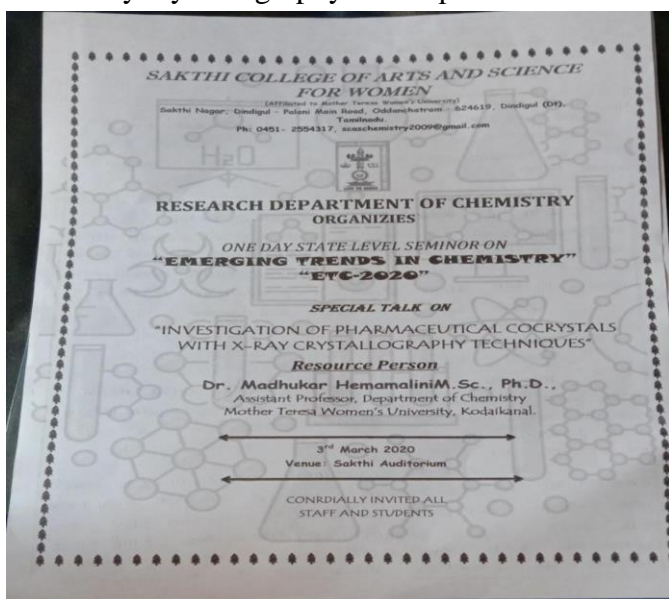 SAKTHI COLLEGE OF ARTS AND SCIENCE
FOR WOMEN
(Affiliated to Mother Teresa Women's University)
Sakthi Nagar, Dindigul - Palani Main Road, Oddanchatram - 624619, Dindigul (Dt).
Tamilnadu.
Ph: 0451- 2554317, scaschemistry2009@gmail.com
H₂O
RESEARCH DEPARTMENT OF CHEMISTRY
ORGANIZIES
ONE DAY STATE LEVEL SEMINOR ON
"EMERGING TRENDS IN CHEMISTRY"
"ETC-2020"
SPECIAL TALK ON
"INVESTIGATION OF PHARMACEUTICAL COCRYSTALS
WITH X-RAY CRYSTALLOGRAPHY TECHNIQUES"
Resource Person
Dr. Madhukar HemamaliniM.Sc., Ph.D.,
Assistant Professor, Department of Chemistry
Mother Teresa Women's University, Kodaikanal.
3rd March 2020
Venue: Sakthi Auditorium
CONRDIALLY INVITED ALL
STAFF AND STUDENTS